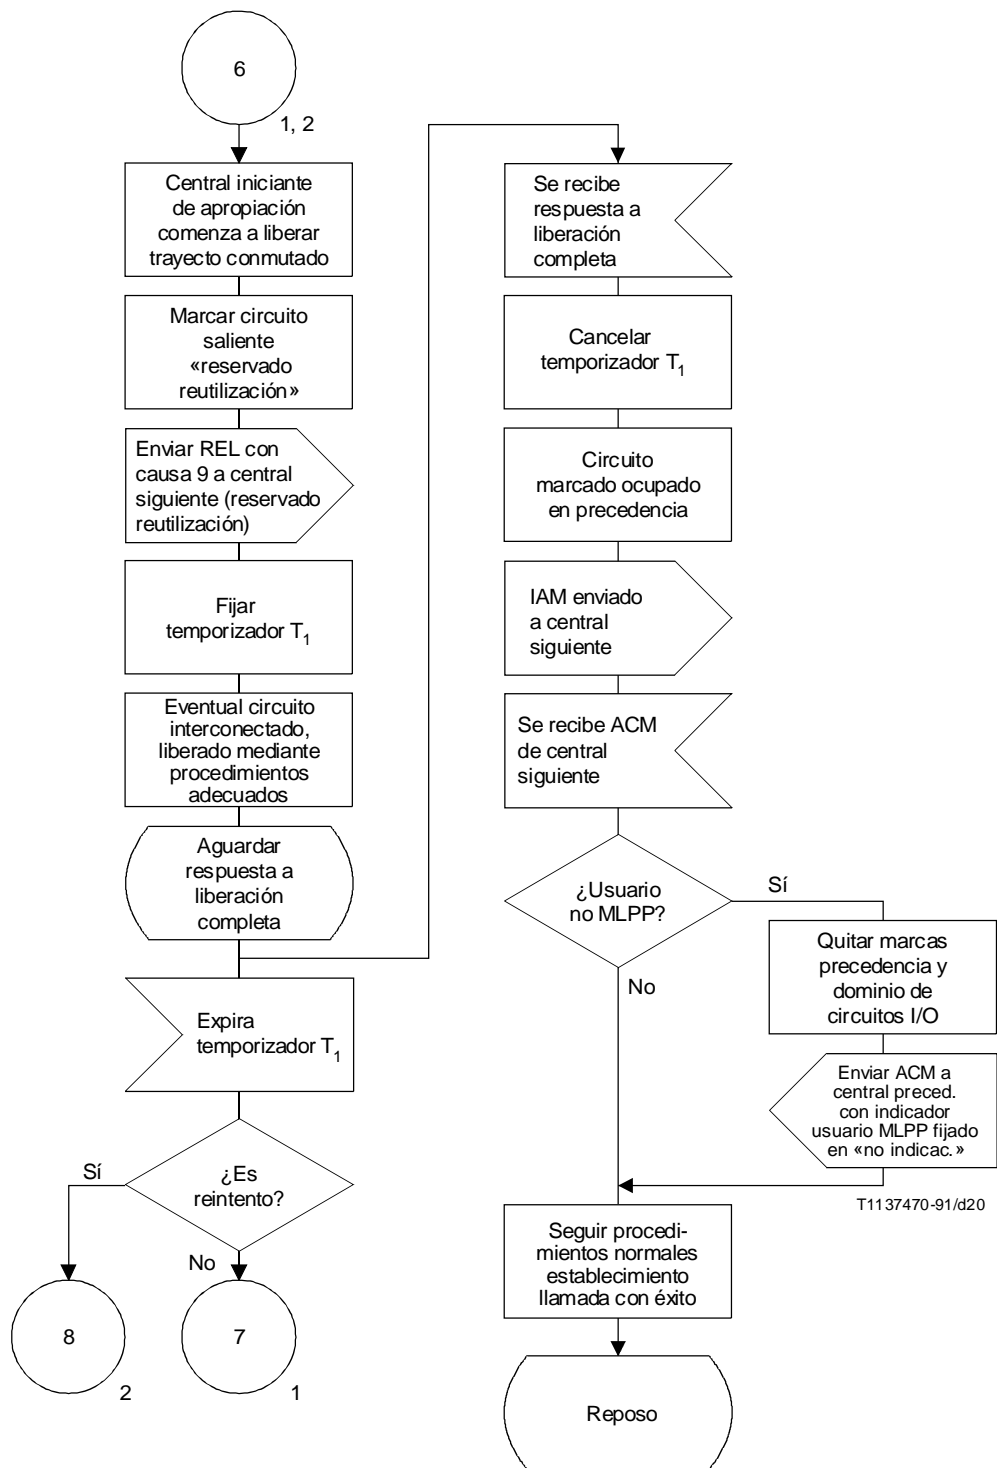 6
1, 2
Central iniciante
de apropiación
comenza a liberar
trayecto conmutado
Marcar circuito
saliente
«reservado
reutilización»
Enviar REL con
causa 9 a central
siguiente (reservado
reutilización)
Fijar
temporizador T1
Eventual circuito
interconectado,
liberado mediante
procedimientos
adecuados
Aguardar
respuesta a
liberación
completa
Expira
temporizador T1
¿Es
reintento?
Sí
No
8
2
7
1
Se recibe
respuesta a
liberación
completa
Cancelar
temporizador T1
Circuito
marcado ocupado
en precedencia
IAM enviado
a central
siguiente
Se recibe ACM
de central
siguiente
¿Usuario
no MLPP?
Sí
No
Quitar marcas
precedencia y
dominio de
circuitos I/O
Enviar ACM a
central preced.
con indicador
usuario MLPP fijado
en «no indicac.»
T1137470-91/d20
Seguir procedi-
mientos normales
establecimiento
llamada con éxito
Reposo